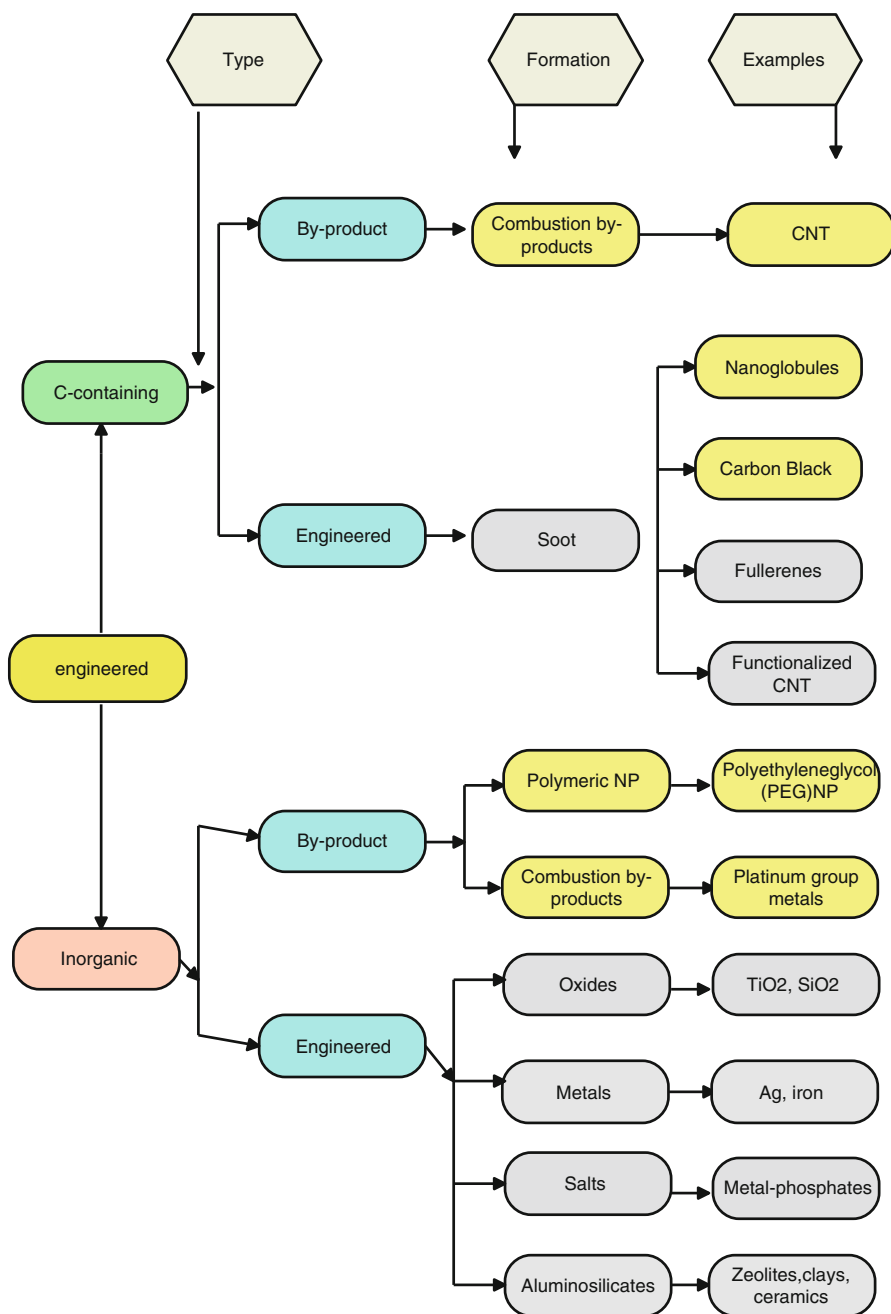 Type
Formation
Examples
By-product
Combustion by-
products
CNT
C-containing
Nanoglobules
Carbon Black
Engineered
Soot
Fullerenes
Functionalized
CNT
engineered
Polymeric NP
Polyethyleneglycol
(PEG)NP
By-product
Combustion by-
products
Platinum group
metals
Inorganic
Oxides
TiO2, SiO2
Engineered
Metals
Ag, iron
Salts
Metal-phosphates
Aluminosilicates
Zeolites,clays,
ceramics